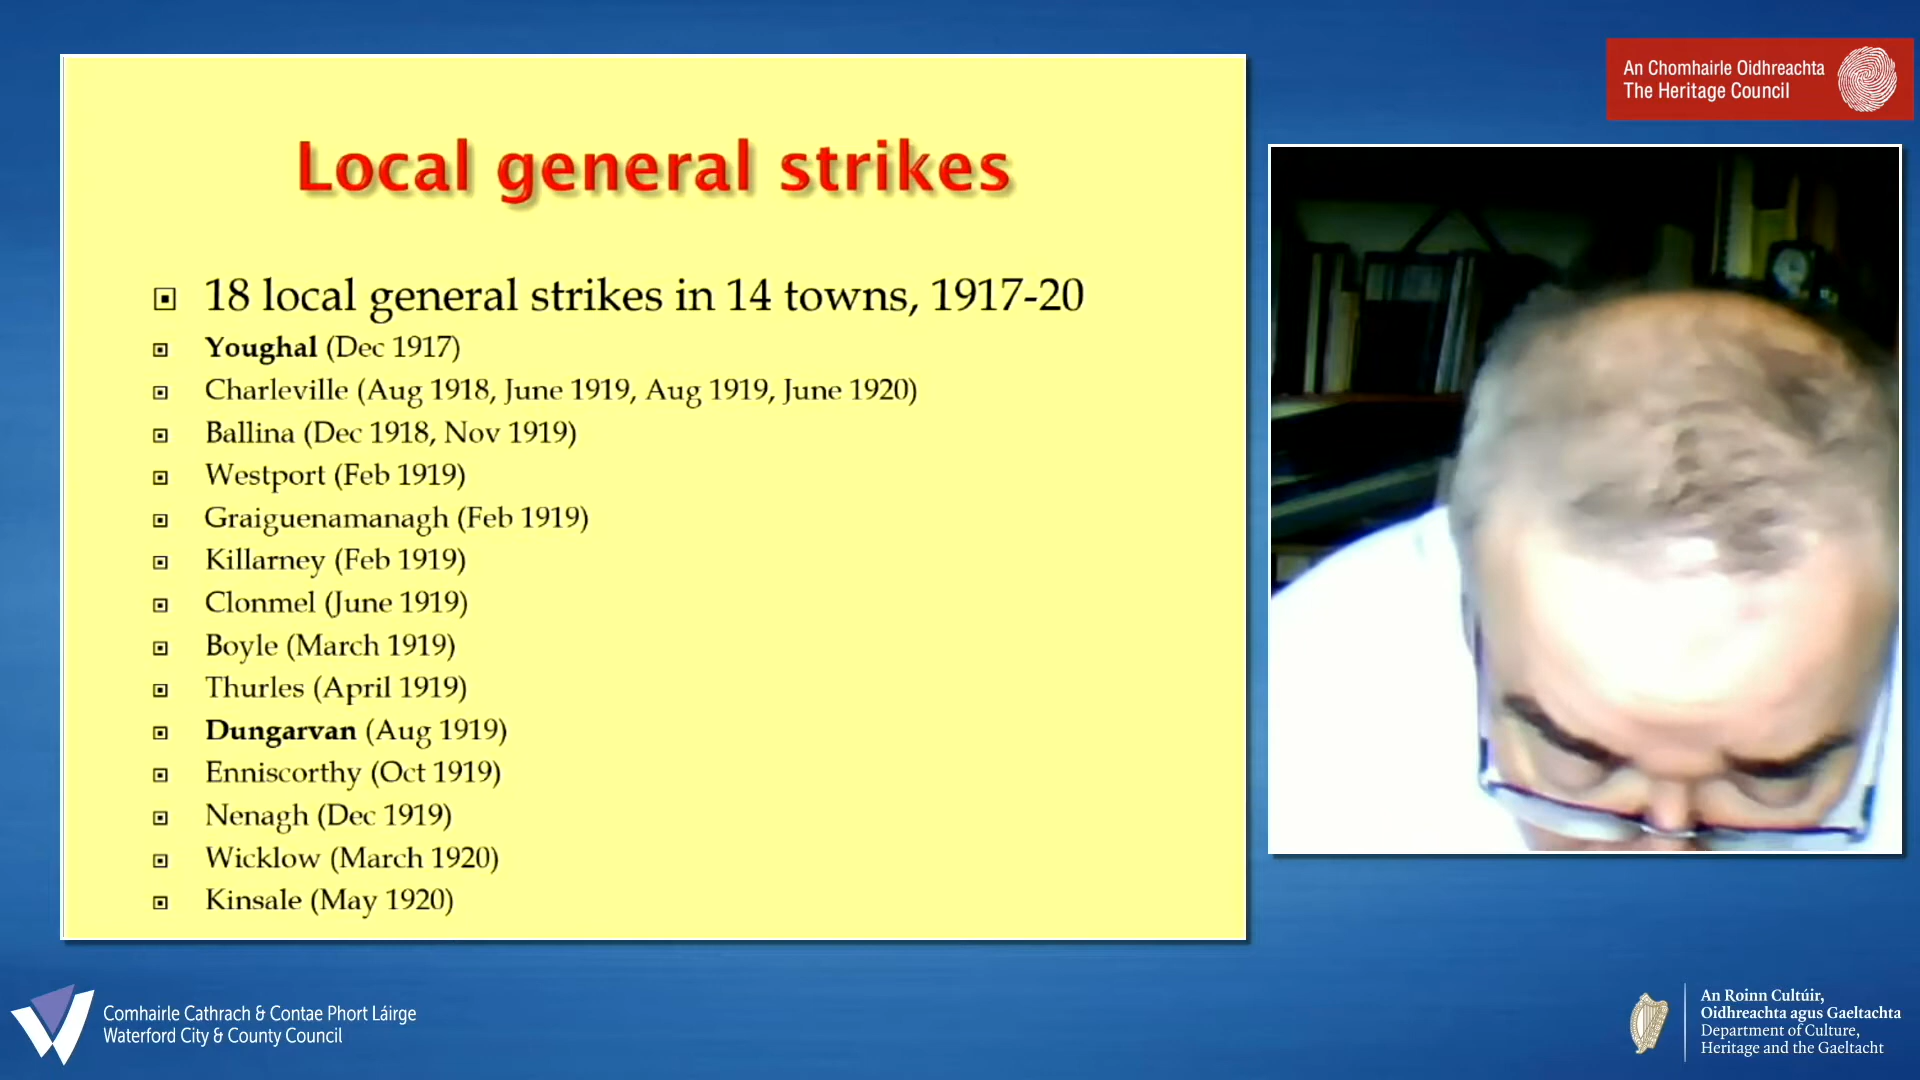 Local general strikes
18 local general strikes in 14 towns, 1917-20
Youghal (Dec 1917)
Charleville (Aug 1918, June 1919, Aug 1919, June 1920)
Ballina (Dec 1918, Nov 1919)
Westport (Feb 1919)
Graiguenamanagh (Feb 1919)
Killarney (Feb 1919)
Clonmel (June 1919)
Boyle (March 1919)
Thurles (April 1919)
Dungarvan (Aug 1919)
Enniscorthy (Oct 1919)
Nenagh (Dec 1919)
Wicklow (March 1920)
Kinsale (May 1920)
An Chomhairle Oidhreachta
The Heritage Council
Comhairle Cathrach & Contae Phort Láirge
Waterford City & County Council
An Roinn Cultúir,
Oidhreachta agus Gaeltachta
Department of Culture,
Heritage and the Gaeltacht